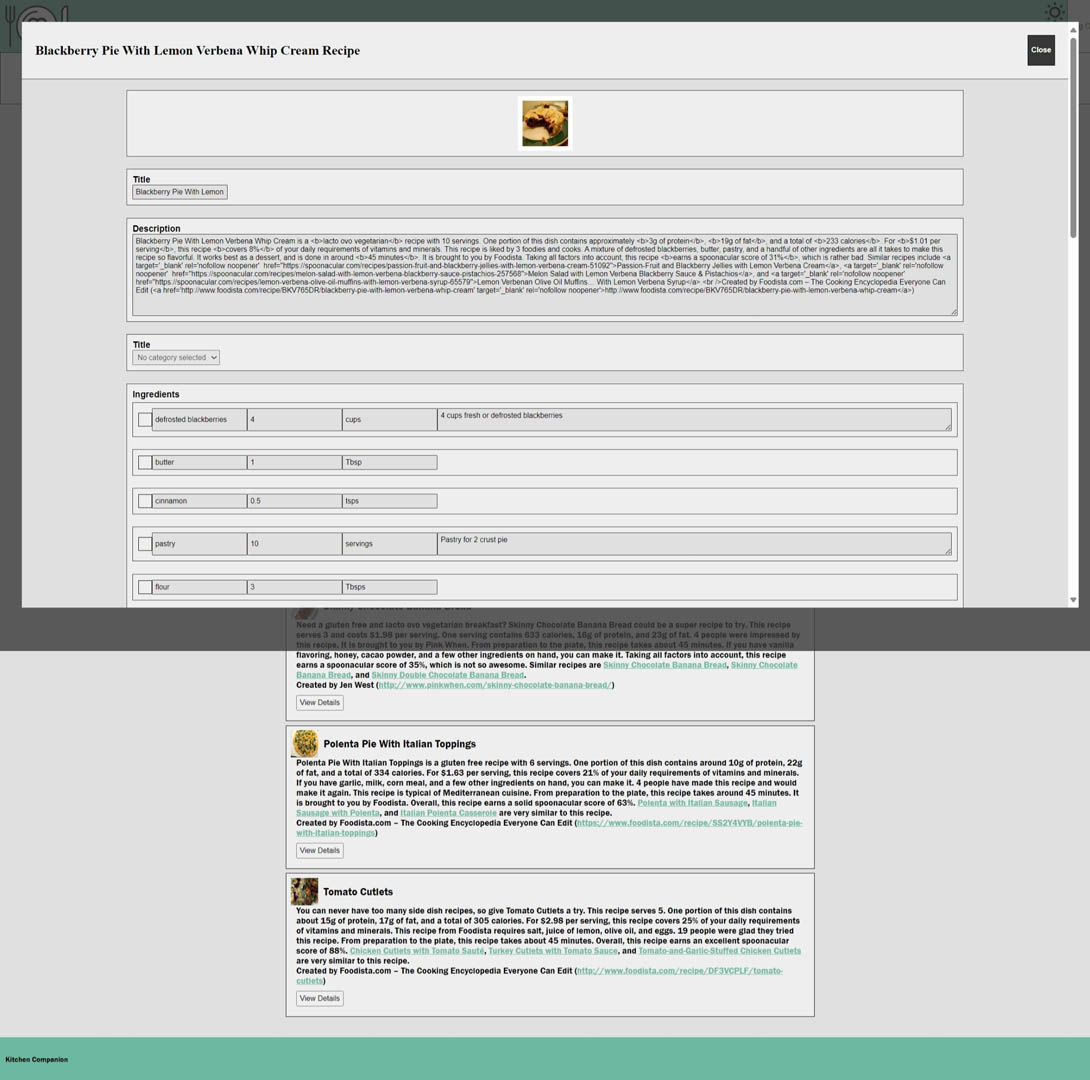 Blackberry Pie With Lemon Verbena Whip Cream Recipe
Close
Title
Blackberry Pie With Lemon
Description
Blackberry Pie With Lemon Verbena Whip Cream is a <b>lacto ovo vegetarian</b> recipe with 10 servings. One portion of this dish contains approximately <b>3g of protein</b>, <b>19g of fat</b>, and a total of <b>233 calories</b>. For <b>$1.01 per
serving</b>, this recipe <b>covers 8%</b> of your daily requirements of vitamins and minerals. This recipe is liked by 3 foodies and cooks. A mixture of defrosted blackberries, butter, pastry, and a handful of other ingredients are all it takes to make this
recipe so flavorful. It works best as a dessert, and is done in around <b>45 minutes</b>. It is brought to you by Foodista. Taking all factors into account, this recipe <b>earns a spoonacular score of 31%</b>, which is rather bad. Similar recipes include <a
target='_blank' rel='nofollow noopener' href="https://spoonacular.com/recipes/passion-fruit-and-blackberry-jellies-with-lemon-verbena-cream-51092">Passion-Fruit and Blackberry Jellies with Lemon Verbena Cream</a>, <a target='_blank' rel='nofollow
noopener' href="https://spoonacular.com/recipes/melon-salad-with-lemon-verbena-blackberry-sauce-pistachios-257568">Melon Salad with Lemon Verbena Blackberry Sauce & Pistachios</a>, and <a target='_blank' rel='nofollow noopener'
href="https://spoonacular.com/recipes/lemon-verbena-olive-oil-muffins-with-lemon-verbena-syrup-65579">Lemon Verbenan Olive Oil Muffins… With Lemon Verbena Syrup</a>.<br />Created by Foodista.com – The Cooking Encyclopedia Everyone Can
Edit (<a href='http://www.foodista.com/recipe/BKV765DR/blackberry-pie-with-lemon-verbena-whip-cream' target='_blank' rel='nofollow noopener'>http://www.foodista.com/recipe/BKV765DR/blackberry-pie-with-lemon-verbena-whip-cream</a>)
Title
No category selected
Ingredients
defrosted blackberries 4 cups 4 cups fresh or defrosted blackberries
butter 1 Tbsp
cinnamon 0.5 tsps
pastry 10 servings Pastry for 2 crust pie
flour 3 Tbsps
Need a gluten free and lacto ovo vegetarian breakfast? Skinny Chocolate Banana Bread could be a super recipe to try. This recipe
serves 3 and costs $1.98 per serving. One serving contains 633 calories, 16g of protein, and 23g of fat. 4 people were impressed by
this recipe. It is brought to you by Pink When. From preparation to the plate, this recipe takes about 45 minutes. If you have vanilla
flavoring, honey, cacao powder, and a few other ingredients on hand, you can make it. Taking all factors into account, this recipe
earns a spoonacular score of 35%, which is not so awesome. Similar recipes are Skinny Chocolate Banana Bread, Skinny Chocolate
Banana Bread, and Skinny Double Chocolate Banana Bread.
Created by Jen West (http://www.pinkwhen.com/skinny-chocolate-banana-bread/)
View Details
Polenta Pie With Italian Toppings
Polenta Pie With Italian Toppings is a gluten free recipe with 6 servings. One portion of this dish contains around 10g of protein, 22g
of fat, and a total of 334 calories. For $1.63 per serving, this recipe covers 21% of your daily requirements of vitamins and minerals.
If you have garlic, milk, corn meal, and a few other ingredients on hand, you can make it. 4 people have made this recipe and would
make it again. This recipe is typical of Mediterranean cuisine. From preparation to the plate, this recipe takes around 45 minutes. It
is brought to you by Foodista. Overall, this recipe earns a solid spoonacular score of 63%. Polenta with Italian Sausage, Italian
Sausage with Polenta, and Italian Polenta Casserole are very similar to this recipe.
Created by Foodista.com – The Cooking Encyclopedia Everyone Can Edit (https://www.foodista.com/recipe/SS2Y4VYB/polenta-pie-
with-italian-toppings)
View Details
Tomato Cutlets
You can never have too many side dish recipes, so give Tomato Cutlets a try. This recipe serves 5. One portion of this dish contains
about 15g of protein, 17g of fat, and a total of 305 calories. For $2.98 per serving, this recipe covers 25% of your daily requirements
of vitamins and minerals. This recipe from Foodista requires salt, juice of lemon, olive oil, and eggs. 19 people were glad they tried
this recipe. From preparation to the plate, this recipe takes about 45 minutes. Overall, this recipe earns an excellent spoonacular
score of 88%. Chicken Cutlets with Tomato Sauté, Turkey Cutlets with Tomato Sauce, and Tomato-and-Garlic-Stuffed Chicken Cutlets
are very similar to this recipe.
Created by Foodista.com – The Cooking Encyclopedia Everyone Can Edit (http://www.foodista.com/recipe/DF3VCPLF/tomato-
cutlets)
View Details
Kitchen Companion